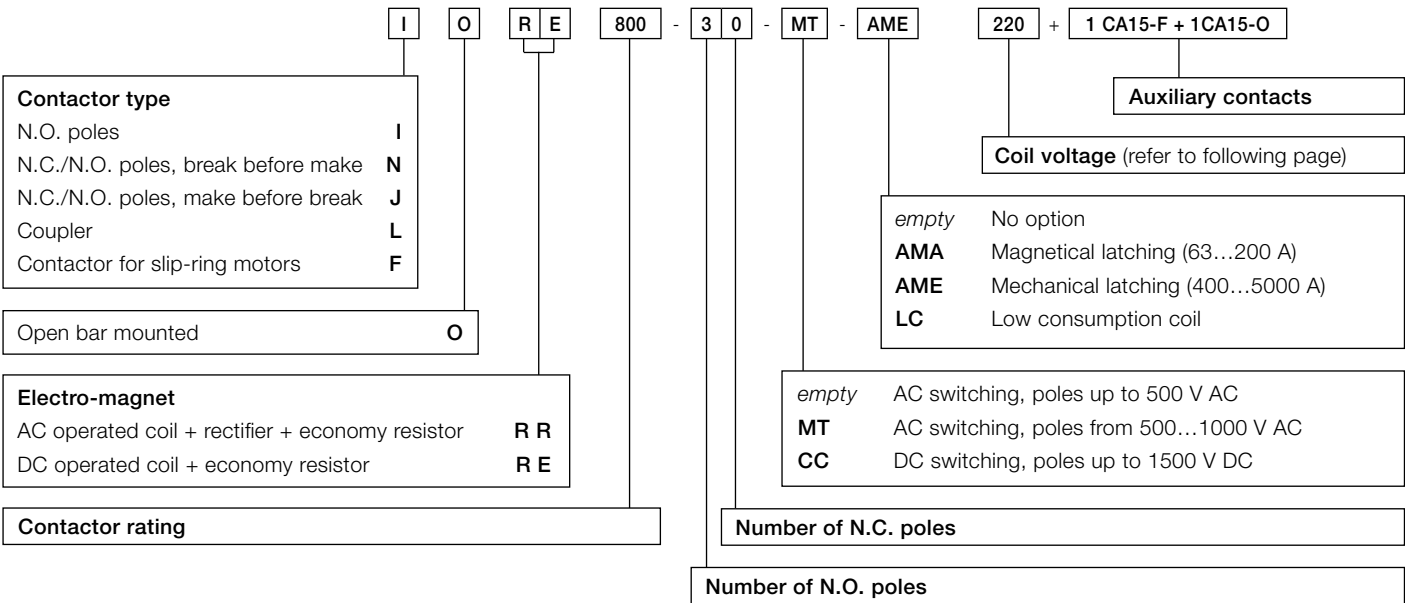 I O R E 800 - 3 0 - MT - AME 220 + 1 CA15-F + 1CA15-O
Contactor type
N.O. poles I
N.C./N.O. poles, break before make N
N.C./N.O. poles, make before break J
Coupler L
Contactor for slip-ring motors F
Open bar mounted O
Electro-magnet
AC operated coil + rectifier + economy resistor R R
DC operated coil + economy resistor R E
Contactor rating
Auxiliary contacts
Coil voltage (refer to following page)
empty No option
AMA Magnetical latching (63…200 A)
AME Mechanical latching (400…5000 A)
LC Low consumption coil
empty AC switching, poles up to 500 V AC
MT AC switching, poles from 500…1000 V AC
CC DC switching, poles up to 1500 V DC
Number of N.C. poles
Number of N.O. poles